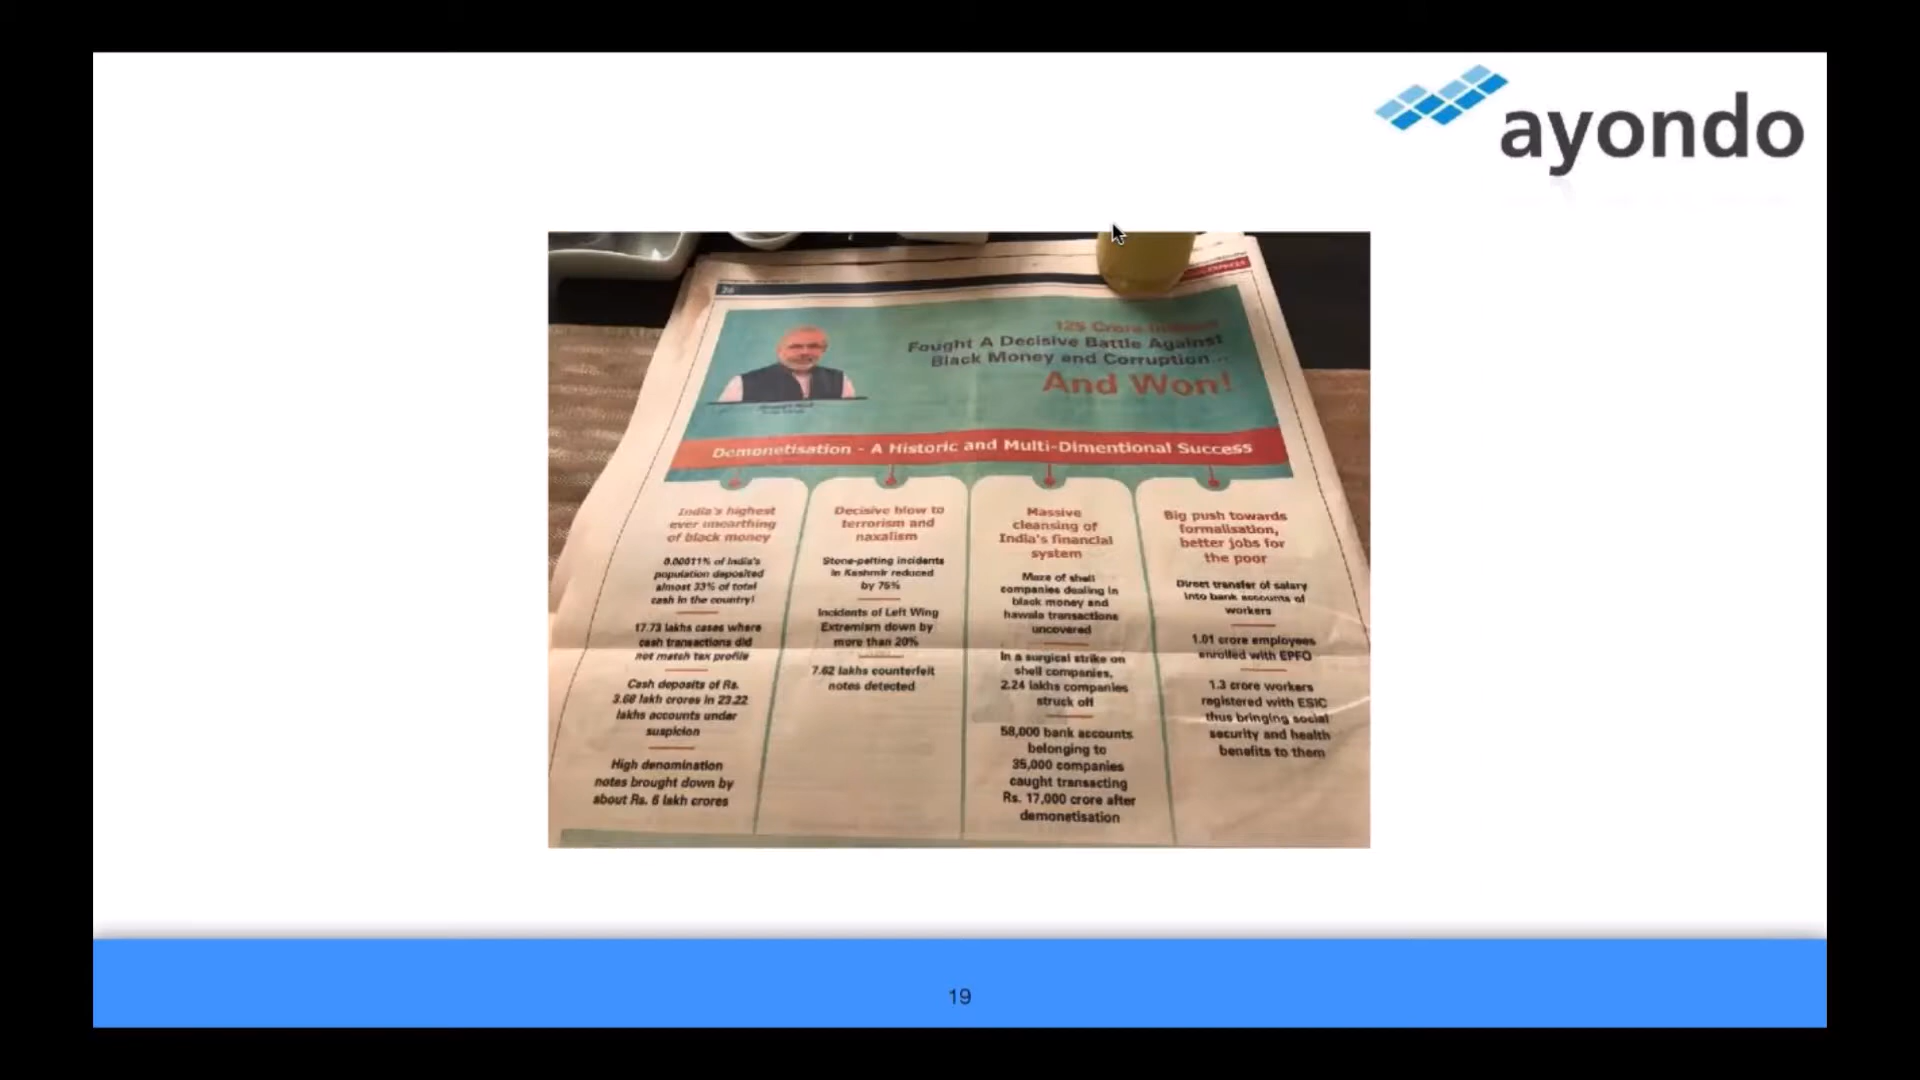 ayondo
26
EXPRESS
125 Crore
Fought A Decisive Battle Against
Black Money and Corruption...
And Won!
Demonetisation - A Historic and Multi-Dimentional Success
India's highest
ever unearthing
of black money
0.00011% of India's
population deposited
almost 33% of total
cash in the country!
17.73 lakhs cases where
cash transactions did
not match tax profile
Cash deposits of Rs.
3.68 lakh crores in 23.22
lakhs accounts under
suspicion
High denomination
notes brought down by
about Rs. 6 lakh crores
Decisive blow to
terrorism and
naxalism
Stone-pelting incidents
in Kashmir reduced
by 75%
Incidents of Left Wing
Extremism down by
more than 20%
7.62 lakhs counterfeit
notes detected
Massive
cleansing of
India's financial
system
Maze of shell
companies dealing in
black money and
hawala transactions
uncovered
In a surgical strike on
shell companies,
2.24 lakhs companies
struck off
58,000 bank accounts
belonging to
35,000 companies
caught transacting
Rs. 17,000 crore after
demonetisation
Big push towards
formalisation,
better jobs for
the poor
Direct transfer of salary
into bank accounts of
workers
1.01 crore employees
enrolled with EPFO
1.3 crore workers
registered with ESIC
thus bringing social
security and health
benefits to them
19